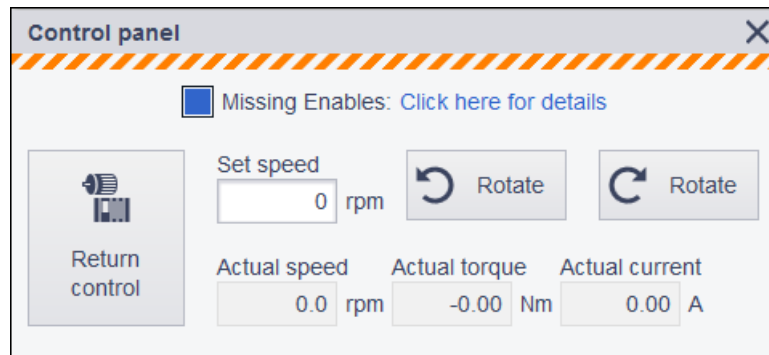 Control panel
Missing Enables: Click here for details
Set speed
0 rpm
Rotate
Rotate
Return
control
Actual speed
0.0 rpm
Actual torque
-0.00 Nm
Actual current
0.00 A